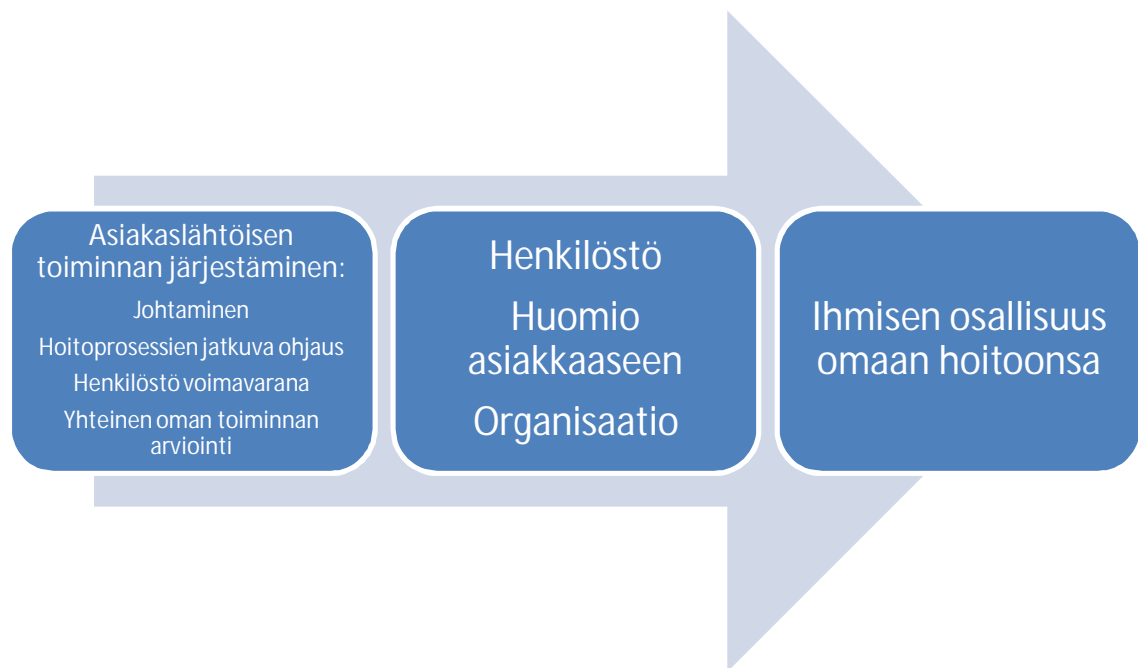 Asiakaslähtöisen
toiminnan järjestäminen:
Johtaminen
Hoitoprosessien jatkuva ohjaus
Henkilöstö voimavarana
Yhteinen oman toiminnan
arviointi
Henkilöstö
Huomio
asiakkaaseen
Organisaatio
Ihmisen osallisuus
omaan hoitoonsa